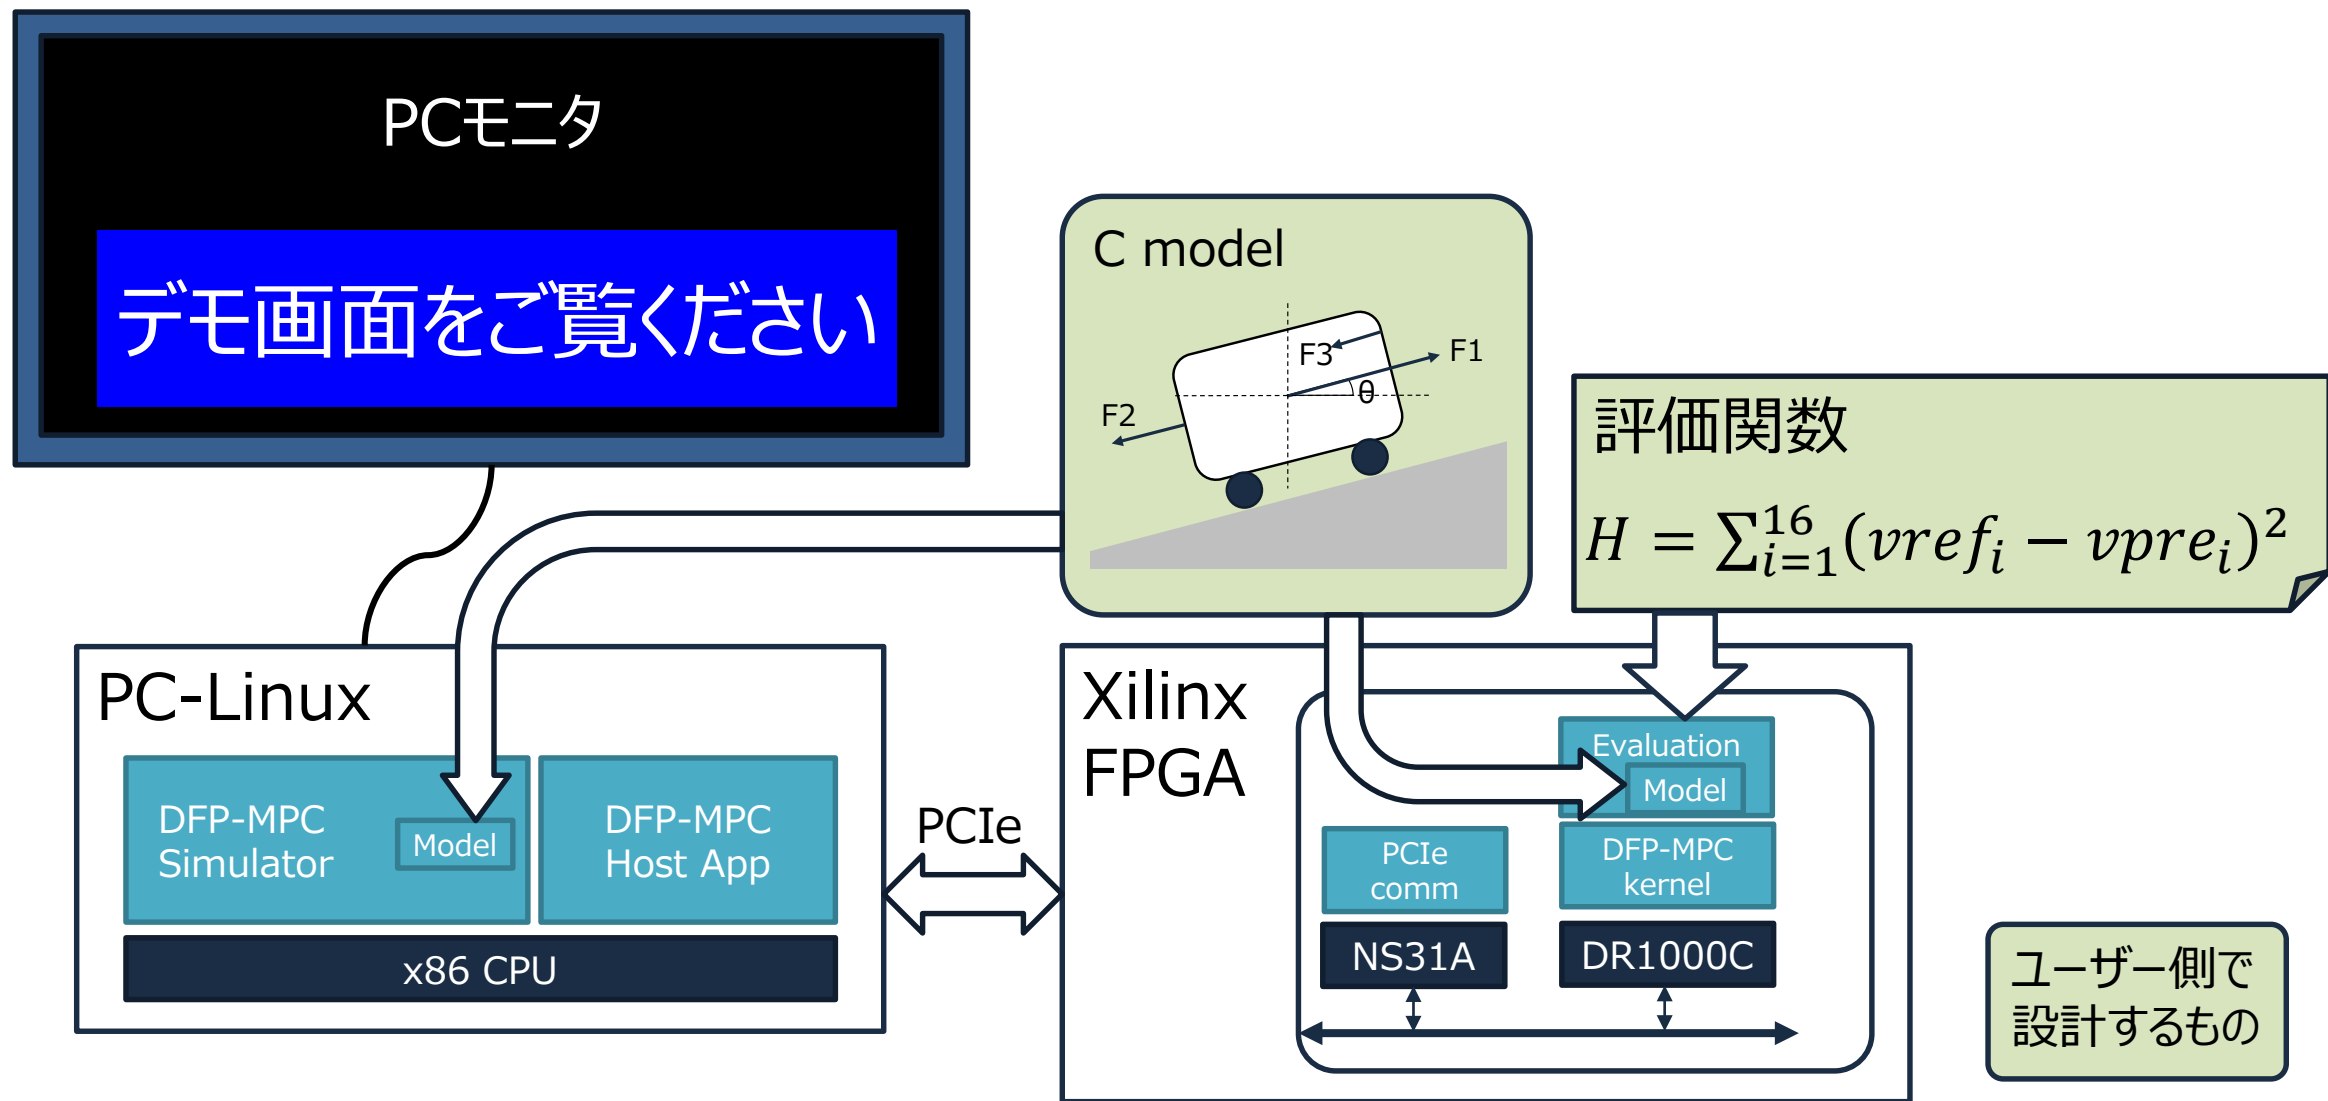 PCモニタ
デモ画面をご覧ください
C model
F3
F1
θ
F2
評価関数
H = ∑_{i=1}^{16}(vref_i − vpre_i)^2
PC-Linux
DFP-MPC
Simulator
Model
DFP-MPC
Host App
x86 CPU
PCIe
Xilinx
FPGA
Evaluation
Model
PCIe
comm
DFP-MPC
kernel
NS31A
DR1000C
ユーザー側で
設計するもの